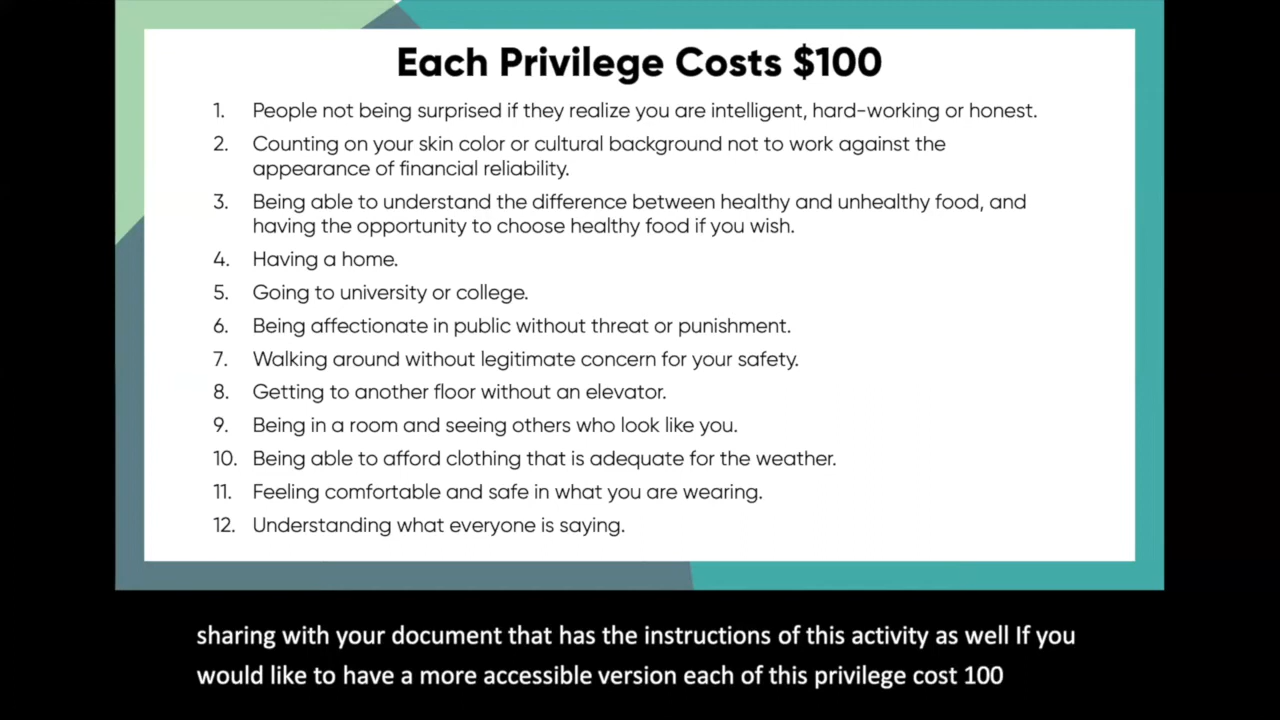 Each Privilege Costs $100
1. People not being surprised if they realize you are intelligent, hard-working or honest.
2. Counting on your skin color or cultural background not to work against the
appearance of financial reliability.
3. Being able to understand the difference between healthy and unhealthy food, and
having the opportunity to choose healthy food if you wish.
4. Having a home.
5. Going to university or college.
6. Being affectionate in public without threat or punishment.
7. Walking around without legitimate concern for your safety.
8. Getting to another floor without an elevator.
9. Being in a room and seeing others who look like you.
10. Being able to afford clothing that is adequate for the weather.
11. Feeling comfortable and safe in what you are wearing.
12. Understanding what everyone is saying.
sharing with your document that has the instructions of this activity as well If you
would like to have a more accessible version each of this privilege cost 100